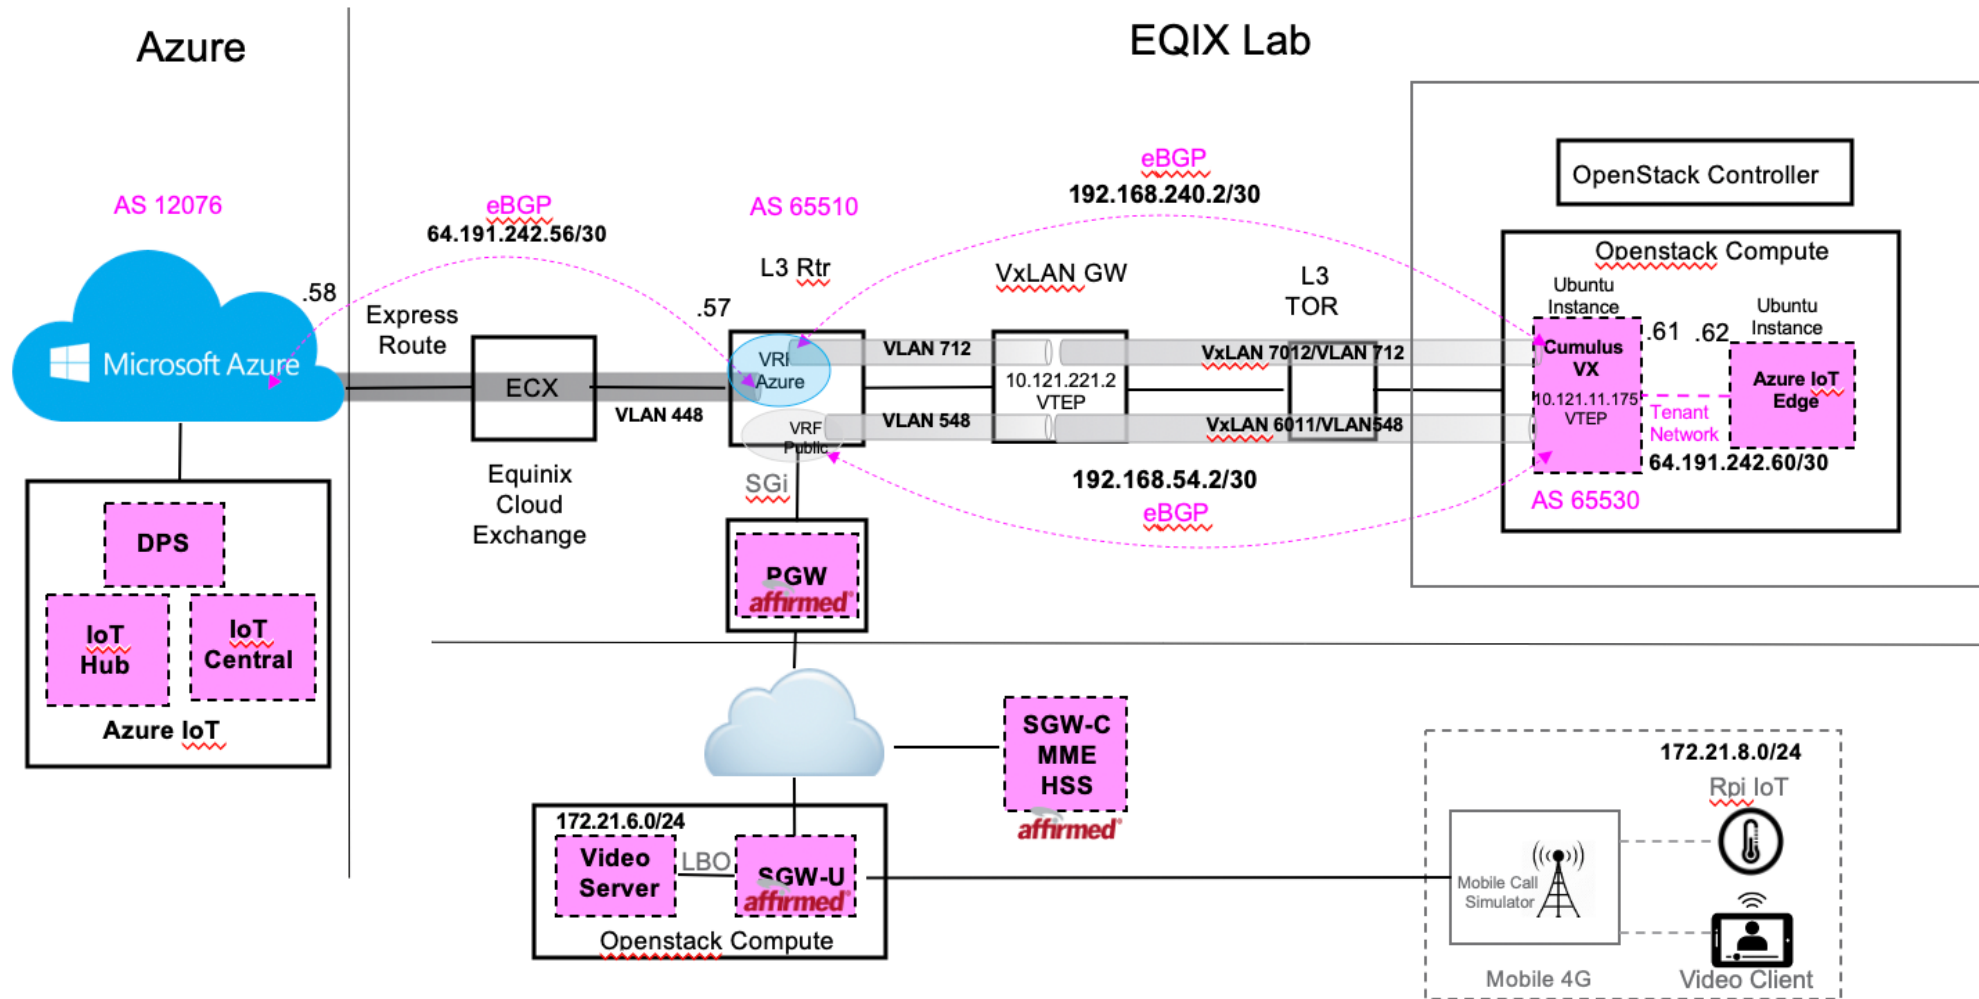 Azure
EQIX Lab
AS 12076
eBGP
64.191.242.56/30
AS 65510
eBGP
192.168.240.2/30
OpenStack Controller
.58
Express
Route
.57
L3 Rtr
VxLAN GW
L3
TOR
Openstack Compute
Ubuntu
Instance
.61
.62
Ubuntu
Instance
Microsoft Azure
ECX
VLAN 448
VRF
Azure
VLAN 712
VxLAN 7012/VLAN 712
10.121.221.2
VTEP
Cumulus
VX
10.121.11.175
VTEP
Azure IoT
Edge
Tenant
Network
64.191.242.60/30
VRF
Public
VLAN 548
VxLAN 6011/VLAN548
Equinix
Cloud
Exchange
SGi
192.168.54.2/30
eBGP
AS 65530
DPS
IoT
Hub
IoT
Central
Azure IoT
PGW
affirmed®
SGW-C
MME
HSS
affirmed®
172.21.6.0/24
Video
Server
LBO
SGW-U
affirmed®
Openstack Compute
172.21.8.0/24
Rpi IoT
Mobile Call
Simulator
Mobile 4G
Video Client